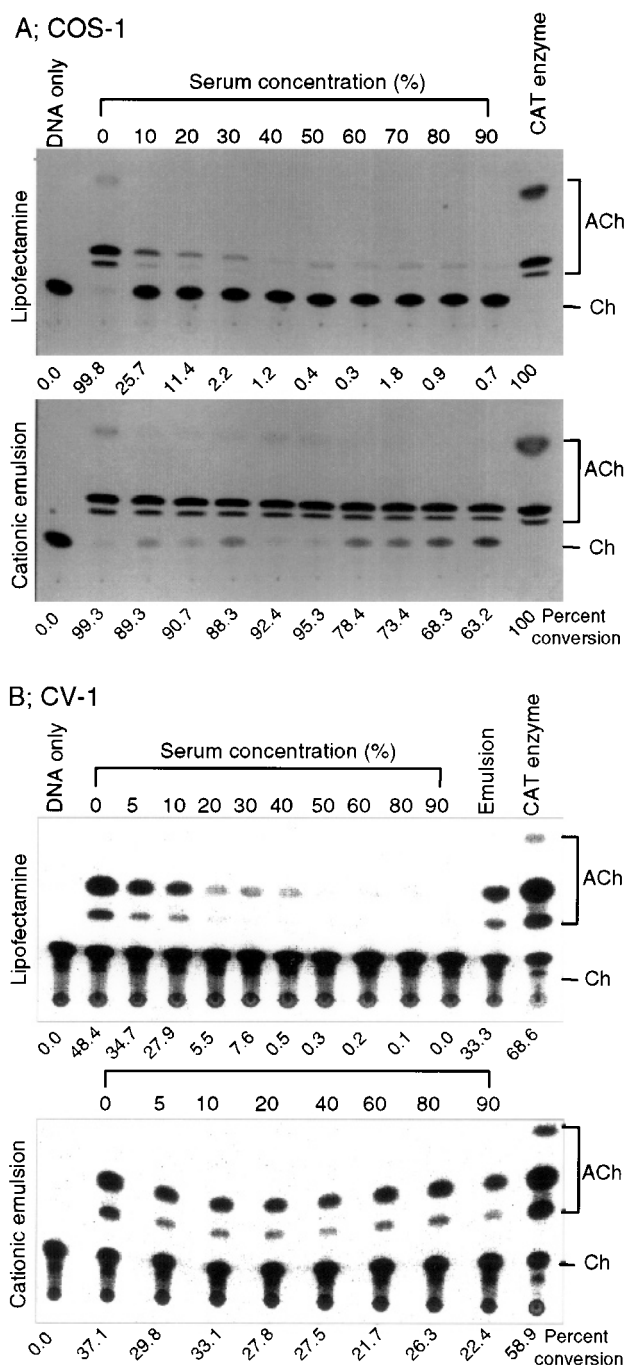 A; COS-1
DNA only
Serum concentration (%)
CAT enzyme
0 10 20 30 40 50 60 70 80 90
Lipofectamine
ACh
Ch
0.0 99.8 25.7 11.4 2.2 1.2 0.4 0.3 1.8 0.9 0.7 100
Cationic emulsion
ACh
Ch
0.0 99.3 89.3 90.7 88.3 92.4 95.3 78.4 73.4 68.3 63.2 100 Percent
conversion
B; CV-1
DNA only
Serum concentration (%)
Emulsion
CAT enzyme
0 5 10 20 30 40 50 60 80 90
Lipofectamine
ACh
Ch
0.0 48.4 34.7 27.9 5.5 7.6 0.5 0.3 0.2 0.1 0.0 33.3 68.6
0 5 10 20 40 60 80 90
Cationic emulsion
ACh
Ch
0.0 37.1 29.8 33.1 27.8 27.5 21.7 26.3 22.4 58.9 Percent
conversion